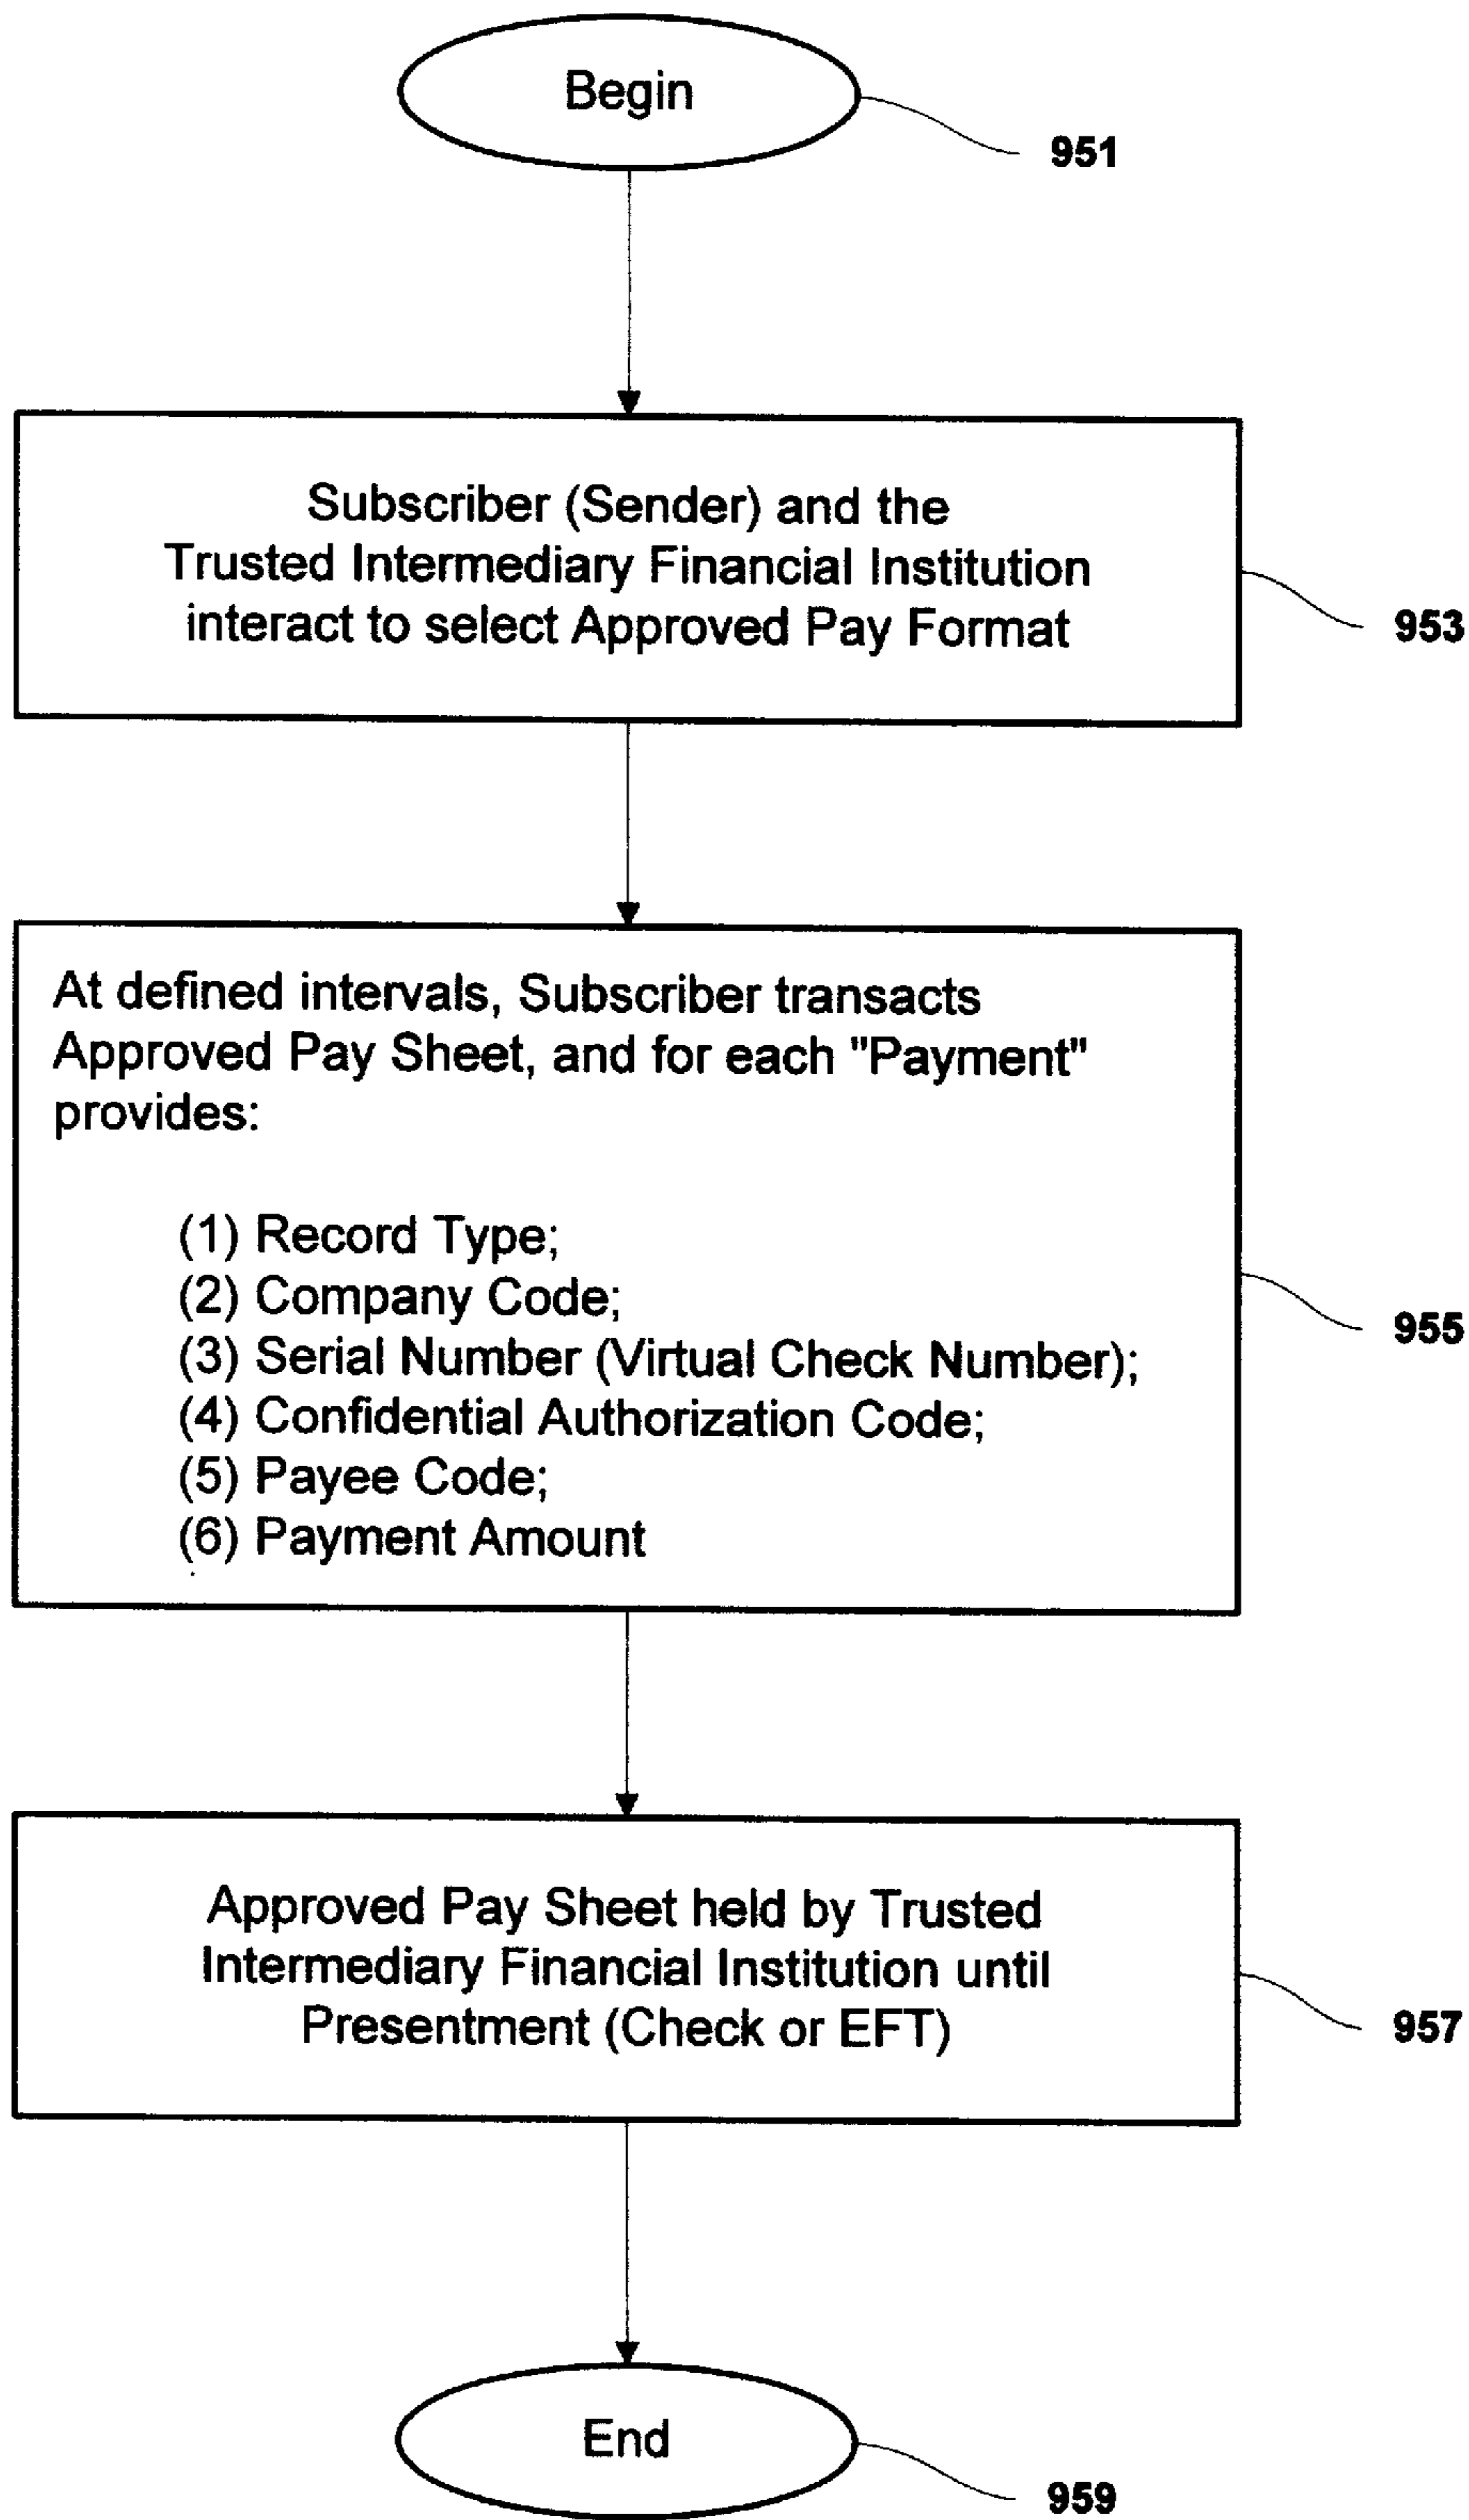 Begin
951
Subscriber (Sender) and the
Trusted Intermediary Financial Institution
interact to select Approved Pay Format
953
At defined intervals, Subscriber transacts
Approved Pay Sheet, and for each "Payment"
provides:
(1) Record Type;
(2) Company Code;
(3) Serial Number (Virtual Check Number);
(4) Confidential Authorization Code;
(5) Payee Code;
(6) Payment Amount
955
Approved Pay Sheet held by Trusted
Intermediary Financial Institution until
Presentment (Check or EFT)
957
End
959